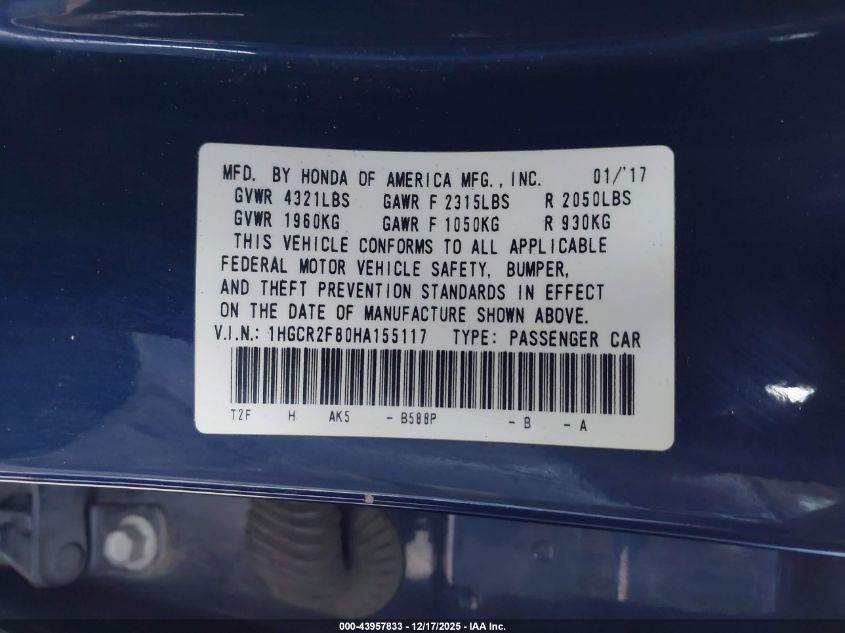 MFD. BY HONDA OF AMERICA MFG., INC. 01/'17
GVWR 4321LBS GAWR F 2315LBS R 2050LBS
GVWR 1960KG GAWR F 1050KG R 930KG
THIS VEHICLE CONFORMS TO ALL APPLICABLE
FEDERAL MOTOR VEHICLE SAFETY, BUMPER,
AND THEFT PREVENTION STANDARDS IN EFFECT
ON THE DATE OF MANUFACTURE SHOWN ABOVE.
V.I.N.: 1HGCR2F80HA155117 TYPE: PASSENGER CAR
T2F H AK5 - B588P - B - A
000-43957833 - 12/17/2025 - IAA Inc.